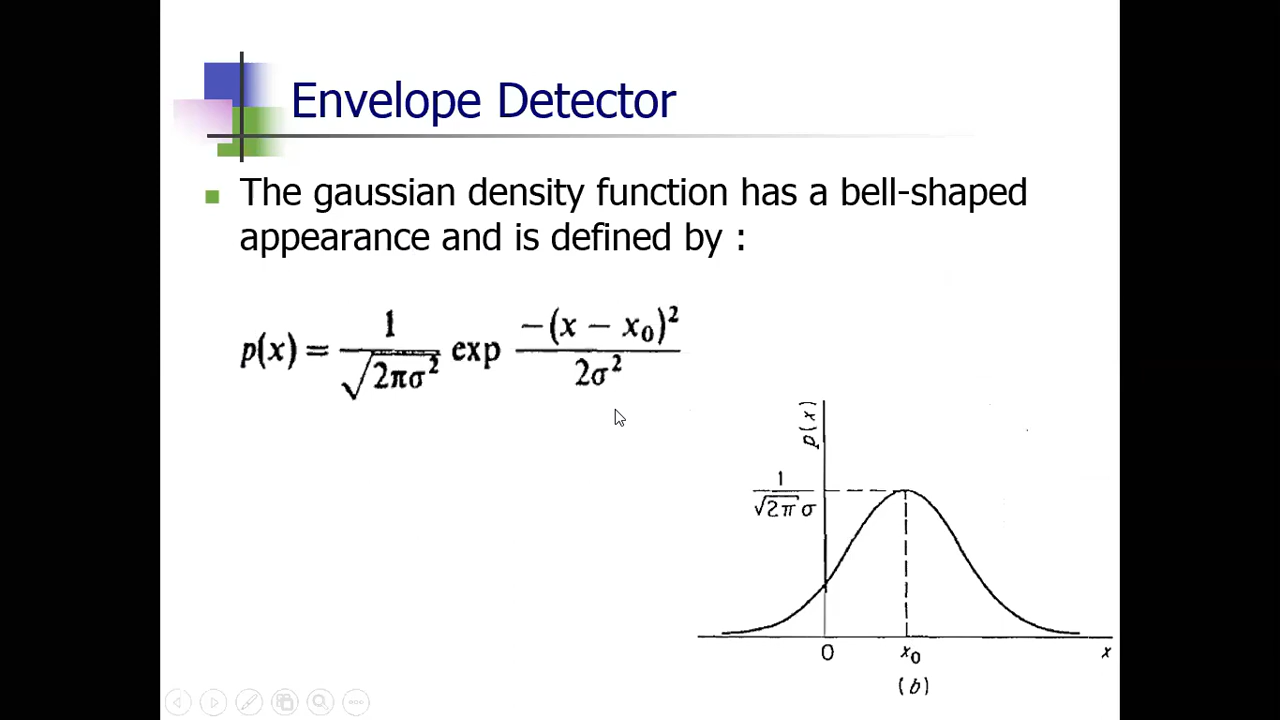 Envelope Detector
The gaussian density function has a bell-shaped
appearance and is defined by :
p(x) = 1/√2πσ² exp −(x − x₀)²/2σ²
p(x)
1/√2π σ
0 x₀ x
(b)